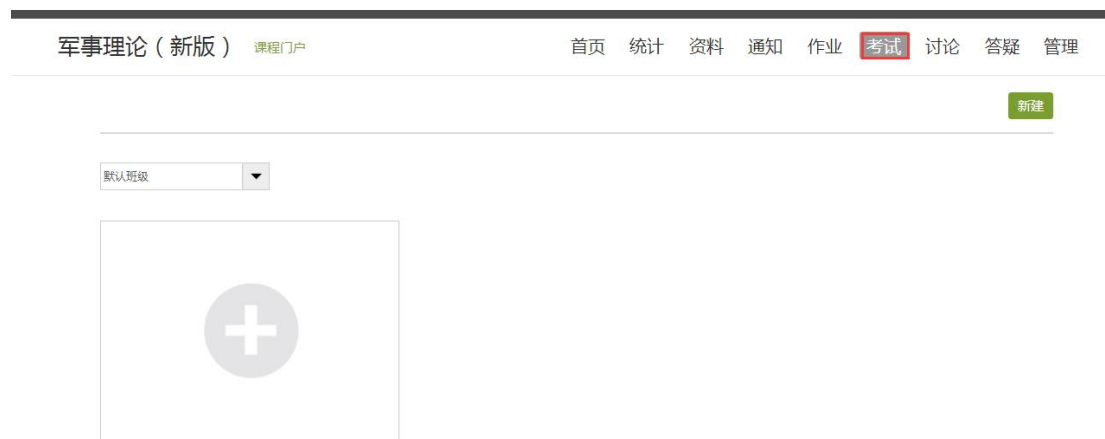 军事理论（新版） 课程门户 首页 统计 资料 通知 作业 考试 讨论 答疑 管理
新建
默认班级